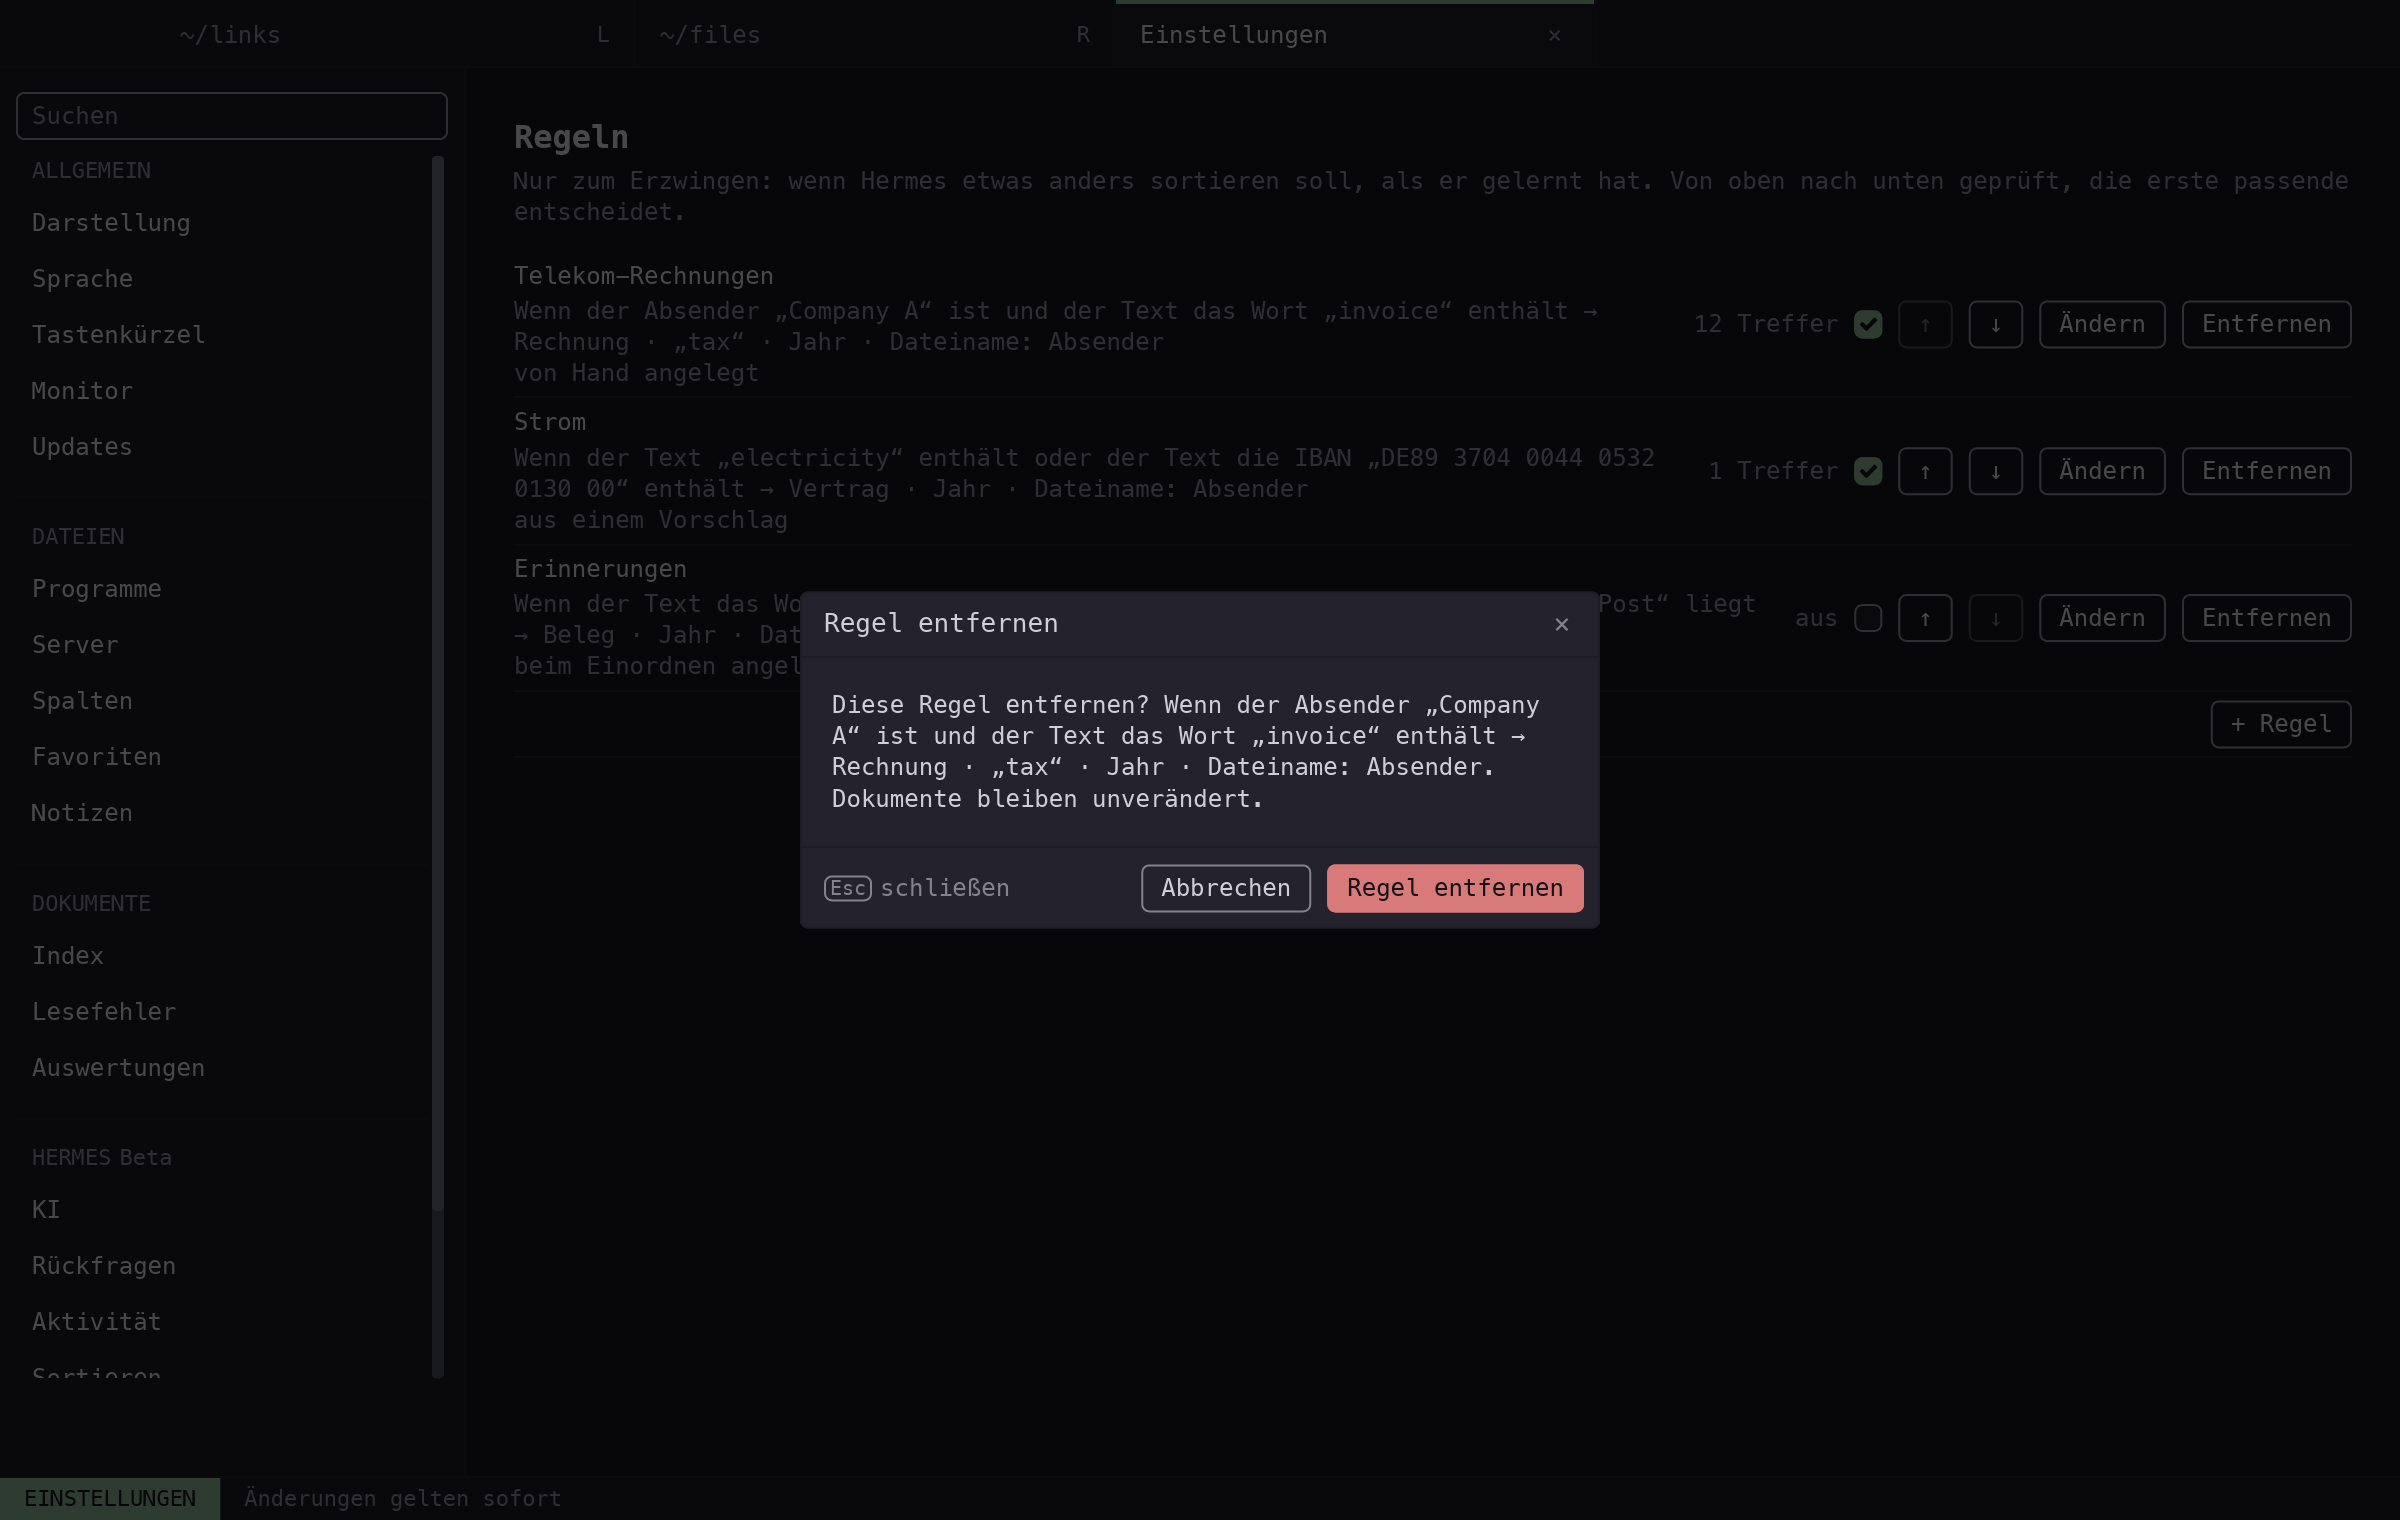 ~/links L ~/files R Einstellungen ×
Suchen
ALLGEMEIN
Darstellung
Sprache
Tastenkürzel
Monitor
Updates
DATEIEN
Programme
Server
Spalten
Favoriten
Notizen
DOKUMENTE
Index
Lesefehler
Auswertungen
HERMES Beta
KI
Rückfragen
Aktivität
Sortieren
Regeln
Nur zum Erzwingen: wenn Hermes etwas anders sortieren soll, als er gelernt hat. Von oben nach unten geprüft, die erste passende
entscheidet.
Telekom-Rechnungen
Wenn der Absender „Company A“ ist und der Text das Wort „invoice“ enthält →
Rechnung · „tax“ · Jahr · Dateiname: Absender
von Hand angelegt
12 Treffer ↑ ↓ Ändern Entfernen
Strom
Wenn der Text „electricity“ enthält oder der Text die IBAN „DE89 3704 0044 0532
0130 00“ enthält → Vertrag · Jahr · Dateiname: Absender
aus einem Vorschlag
1 Treffer ↑ ↓ Ändern Entfernen
Erinnerungen
Wenn der Text das Post“ liegt
→ Beleg · Jahr ·
beim Einordnen
aus ↑ ↓ Ändern Entfernen
+ Regel
Regel entfernen ×
Diese Regel entfernen? Wenn der Absender „Company
A“ ist und der Text das Wort „invoice“ enthält →
Rechnung · „tax“ · Jahr · Dateiname: Absender.
Dokumente bleiben unverändert.
Esc schließen Abbrechen Regel entfernen
EINSTELLUNGEN Änderungen gelten sofort